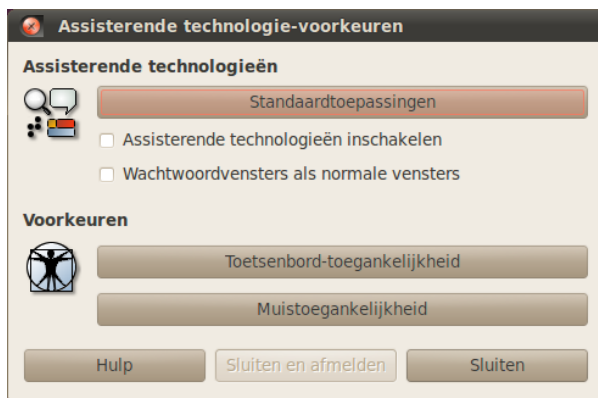 Assisterende technologie-voorkeuren
Assisterende technologieën
Standaardtoepassingen
Assisterende technologieën inschakelen
Wachtwoordvensters als normale vensters
Voorkeuren
Toetsenbord-toegankelijkheid
Muistoegankelijkheid
Hulp Sluiten en afmelden Sluiten